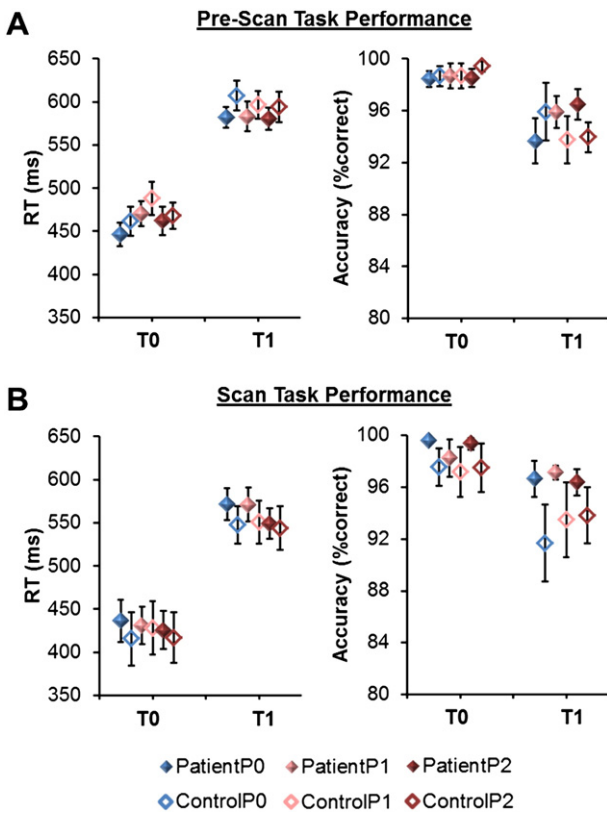 A
Pre-Scan Task Performance
RT (ms)
650
600
550
500
450
400
350
T0
T1
Accuracy (%correct)
100
96
92
88
84
80
T0
T1
B
Scan Task Performance
RT (ms)
650
600
550
500
450
400
350
T0
T1
Accuracy (%correct)
100
96
92
88
84
80
T0
T1
PatientP0 PatientP1 PatientP2
ControlP0 ControlP1 ControlP2